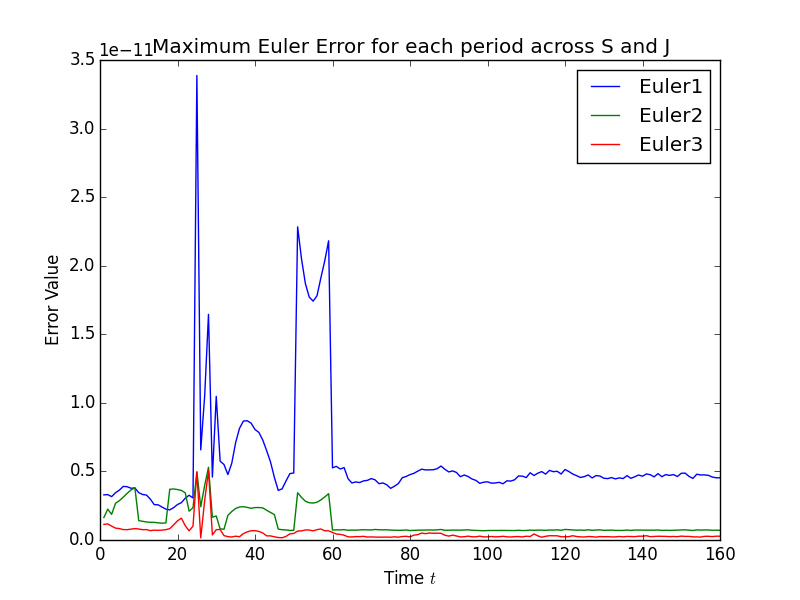 Maximum Euler Error for each period across S and J
1e−11
3.5
3.0
2.5
2.0
1.5
1.0
0.5
0.0
Error Value
Euler1
Euler2
Euler3
0 20 40 60 80 100 120 140 160
Time t